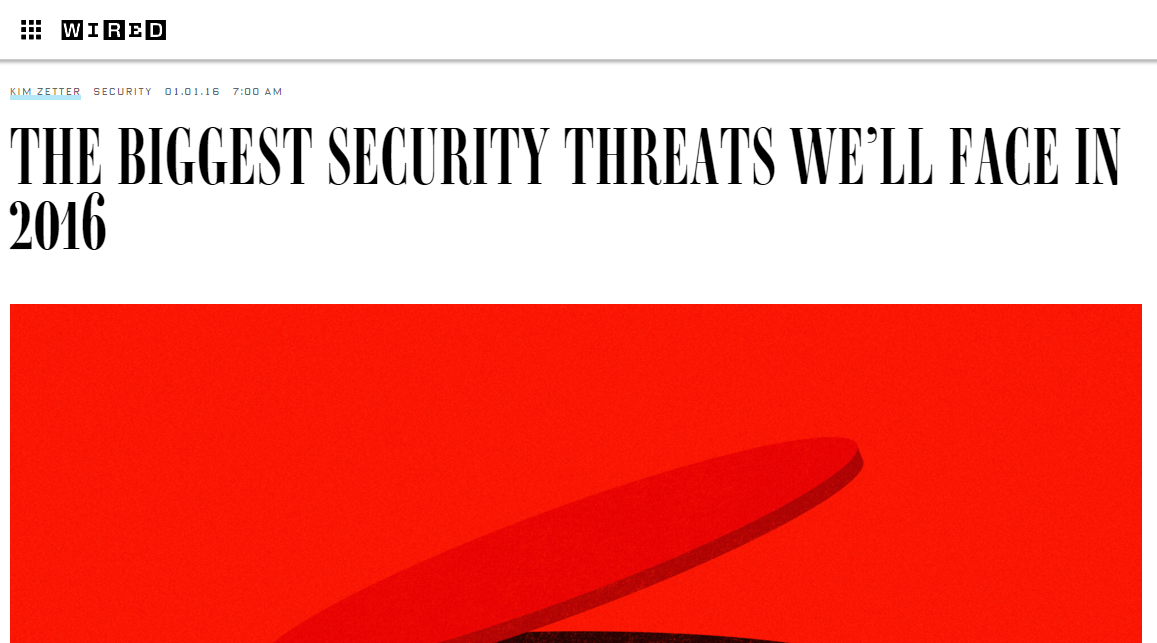 WIRED
KIM ZETTER SECURITY 01.01.16 7:00 AM
THE BIGGEST SECURITY THREATS WE’LL FACE IN
2016